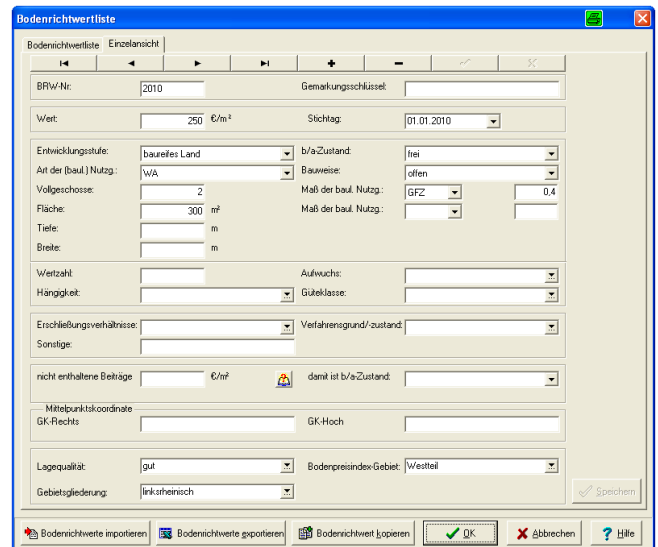 Bodenrichtwertliste
Bodenrichtwertliste Einzelansicht
BRW-Nr: 2010 Gemarkungsschlüssel:
Wert: 250 €/m² Stichtag: 01.01.2010
Entwicklungsstufe: baureifes Land b/a-Zustand: frei
Art der (baul.) Nutzg.: WA Bauweise: offen
Vollgeschosse: 2 Maß der baul. Nutzg.: GFZ 0,4
Fläche: 300 m² Maß der baul. Nutzg.:
Tiefe: m
Breite: m
Wertzahl: Aufwuchs:
Hängigkeit: Güteklasse:
Erschließungsverhältnisse: Verfahrensgrund/-zustand:
Sonstige:
nicht enthaltene Beiträge €/m² damit ist b/a-Zustand:
Mittelpunktskoordinate
GK-Rechts GK-Hoch
Lagequalität: gut Bodenpreisindex-Gebiet: Westteil
Gebietsgliederung: linksrheinisch
Speichern
Bodenrichtwerte importieren Bodenrichtwerte exportieren Bodenrichtwert kopieren OK Abbrechen Hilfe